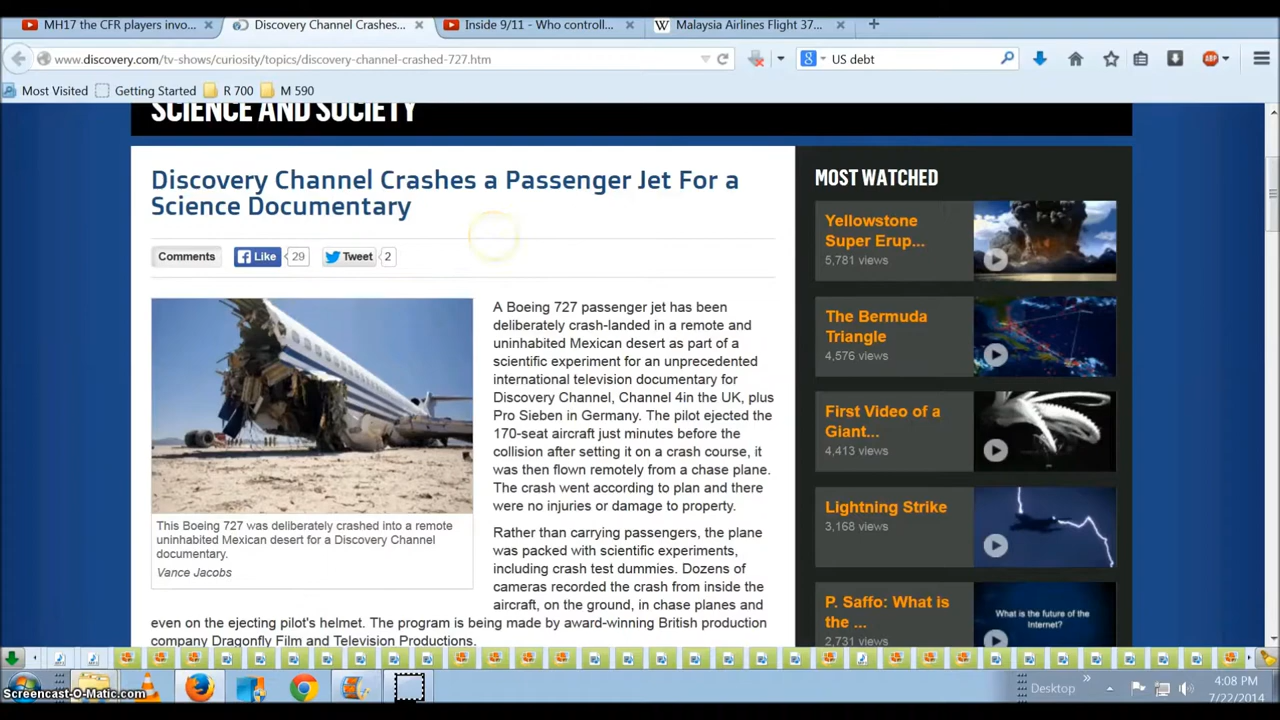 MH17 the CFR players invo... × Discovery Channel Crashes... × Inside 9/11 - Who controll... × W Malaysia Airlines Flight 37... × +
www.discovery.com/tv-shows/curiosity/topics/discovery-channel-crashed-727.htm
8 US debt
ABP
Most Visited Getting Started R 700 M 590
SCIENCE AND SOCIETY
Discovery Channel Crashes a Passenger Jet For a
Science Documentary
Comments Like 29 Tweet 2
A Boeing 727 passenger jet has been
deliberately crash-landed in a remote and
uninhabited Mexican desert as part of a
scientific experiment for an unprecedented
international television documentary for
Discovery Channel, Channel 4in the UK, plus
Pro Sieben in Germany. The pilot ejected the
170-seat aircraft just minutes before the
collision after setting it on a crash course, it
was then flown remotely from a chase plane.
The crash went according to plan and there
were no injuries or damage to property.
This Boeing 727 was deliberately crashed into a remote
uninhabited Mexican desert for a Discovery Channel
documentary.
Vance Jacobs
Rather than carrying passengers, the plane
was packed with scientific experiments,
including crash test dummies. Dozens of
cameras recorded the crash from inside the
aircraft, on the ground, in chase planes and
even on the ejecting pilot's helmet. The program is being made by award-winning British production
company Dragonfly Film and Television Productions.
MOST WATCHED
Yellowstone
Super Erup...
5,781 views
The Bermuda
Triangle
4,576 views
First Video of a
Giant...
4,413 views
Lightning Strike
3,168 views
P. Saffo: What is
the ...
2,731 views
What is the future of the
Internet?
Screencast-O-Matic.com
Desktop
4:08 PM
7/22/2014